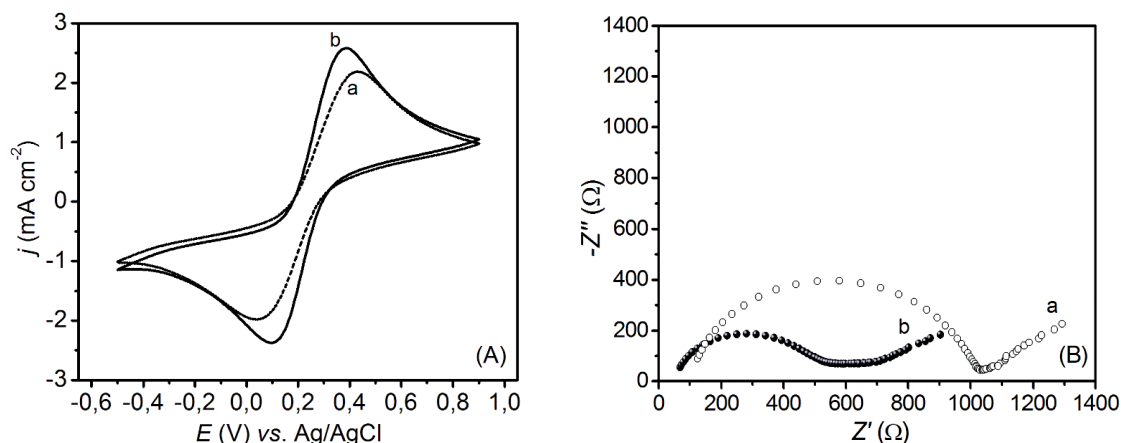 3
2
1
0
-1
-2
-3
j (mA cm⁻²)
b
a
(A)
-0,6 -0,4 -0,2 0,0 0,2 0,4 0,6 0,8 1,0
E (V) vs. Ag/AgCl
1400
1200
1000
800
600
400
200
0
-Z'' (Ω)
a
b
(B)
0 200 400 600 800 1000 1200 1400
Z' (Ω)